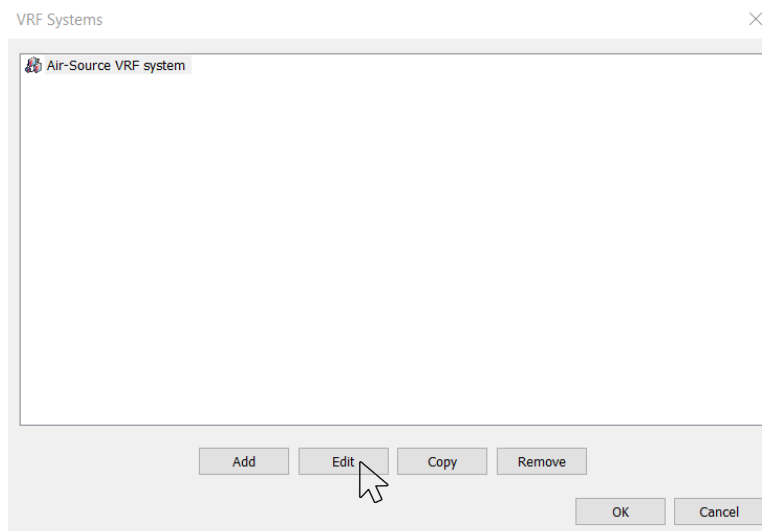 VRF Systems
Air-Source VRF system
Add Edit Copy Remove
OK Cancel